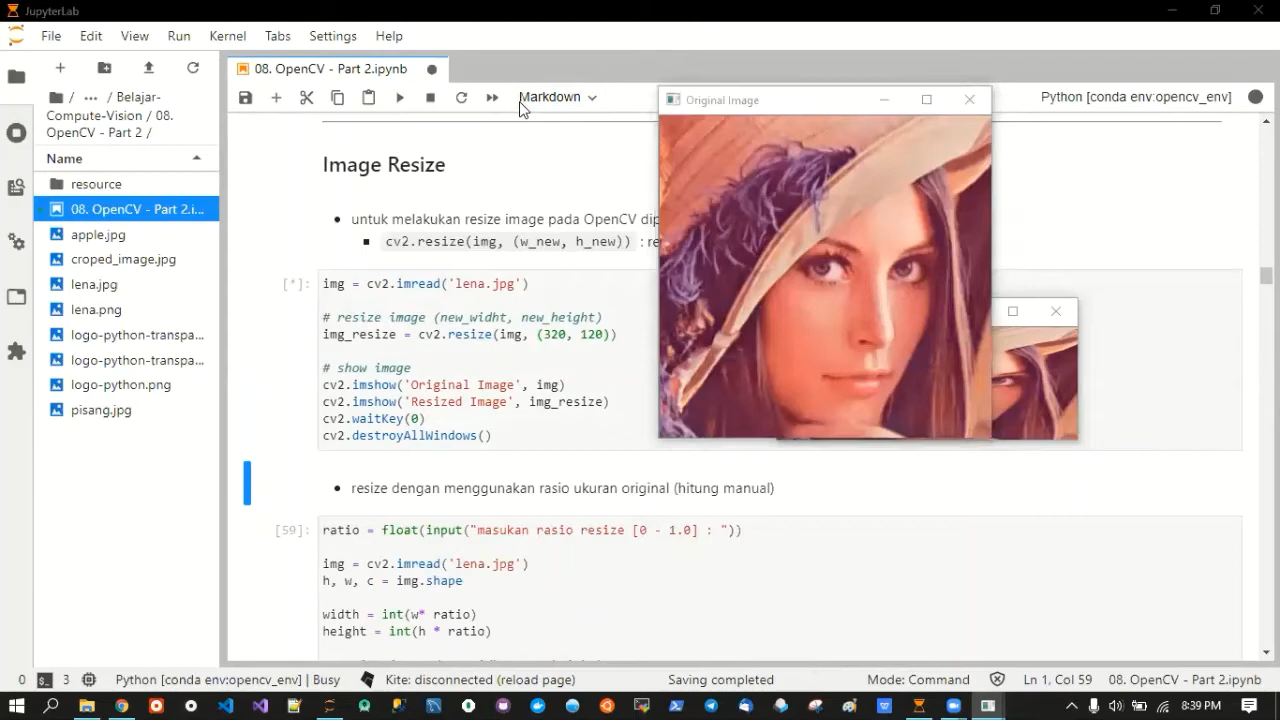 JupyterLab
File Edit View Run Kernel Tabs Settings Help
08. OpenCV - Part 2.ipynb
/ ... / Belajar-
Compute-Vision / 08.
OpenCV - Part 2 /
Markdown
Python [conda env:opencv_env]
Name
resource
08. OpenCV - Part 2.i...
apple.jpg
croped_image.jpg
lena.jpg
lena.png
logo-python-transpa...
logo-python-transpa...
logo-python.png
pisang.jpg
Original Image
Image Resize
untuk melakukan resize image pada OpenCV dip
cv2.resize(img, (w_new, h_new)) : re
[*]:
img = cv2.imread('lena.jpg')
# resize image (new_widht, new_height)
img_resize = cv2.resize(img, (320, 120))
# show image
cv2.imshow('Original Image', img)
cv2.imshow('Resized Image', img_resize)
cv2.waitKey(0)
cv2.destroyAllWindows()
resize dengan menggunakan rasio ukuran original (hitung manual)
[59]:
ratio = float(input("masukan rasio resize [0 - 1.0] : "))
img = cv2.imread('lena.jpg')
h, w, c = img.shape
width = int(w* ratio)
height = int(h * ratio)
0 3 Python [conda env:opencv_env] | Busy Kite: disconnected (reload page) Saving completed Mode: Command Ln 1, Col 59 08. OpenCV - Part 2.ipynb
8:39 PM